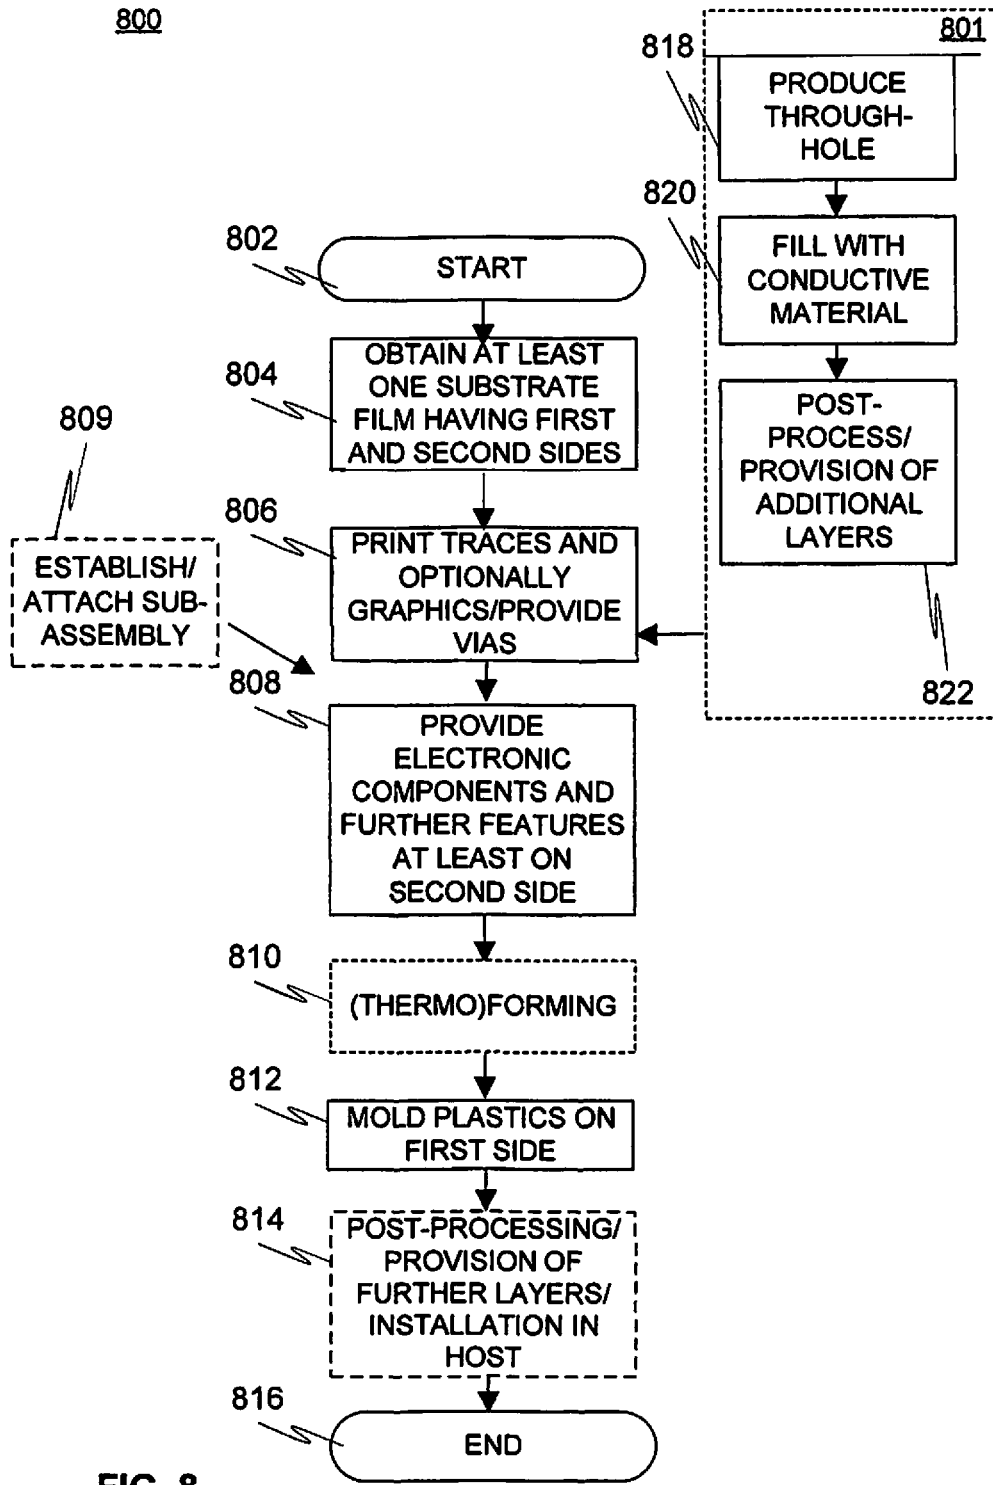 800
801
818
PRODUCE
THROUGH-
HOLE
820
FILL WITH
CONDUCTIVE
MATERIAL
POST-
PROCESS/
PROVISION OF
ADDITIONAL
LAYERS
822
802
START
804
OBTAIN AT LEAST
ONE SUBSTRATE
FILM HAVING FIRST
AND SECOND SIDES
806
PRINT TRACES AND
OPTIONALLY
GRAPHICS/PROVIDE
VIAS
809
ESTABLISH/
ATTACH SUB-
ASSEMBLY
808
PROVIDE
ELECTRONIC
COMPONENTS AND
FURTHER FEATURES
AT LEAST ON
SECOND SIDE
810
(THERMO)FORMING
812
MOLD PLASTICS ON
FIRST SIDE
814
POST-PROCESSING/
PROVISION OF
FURTHER LAYERS/
INSTALLATION IN
HOST
816
END
FIG. 8